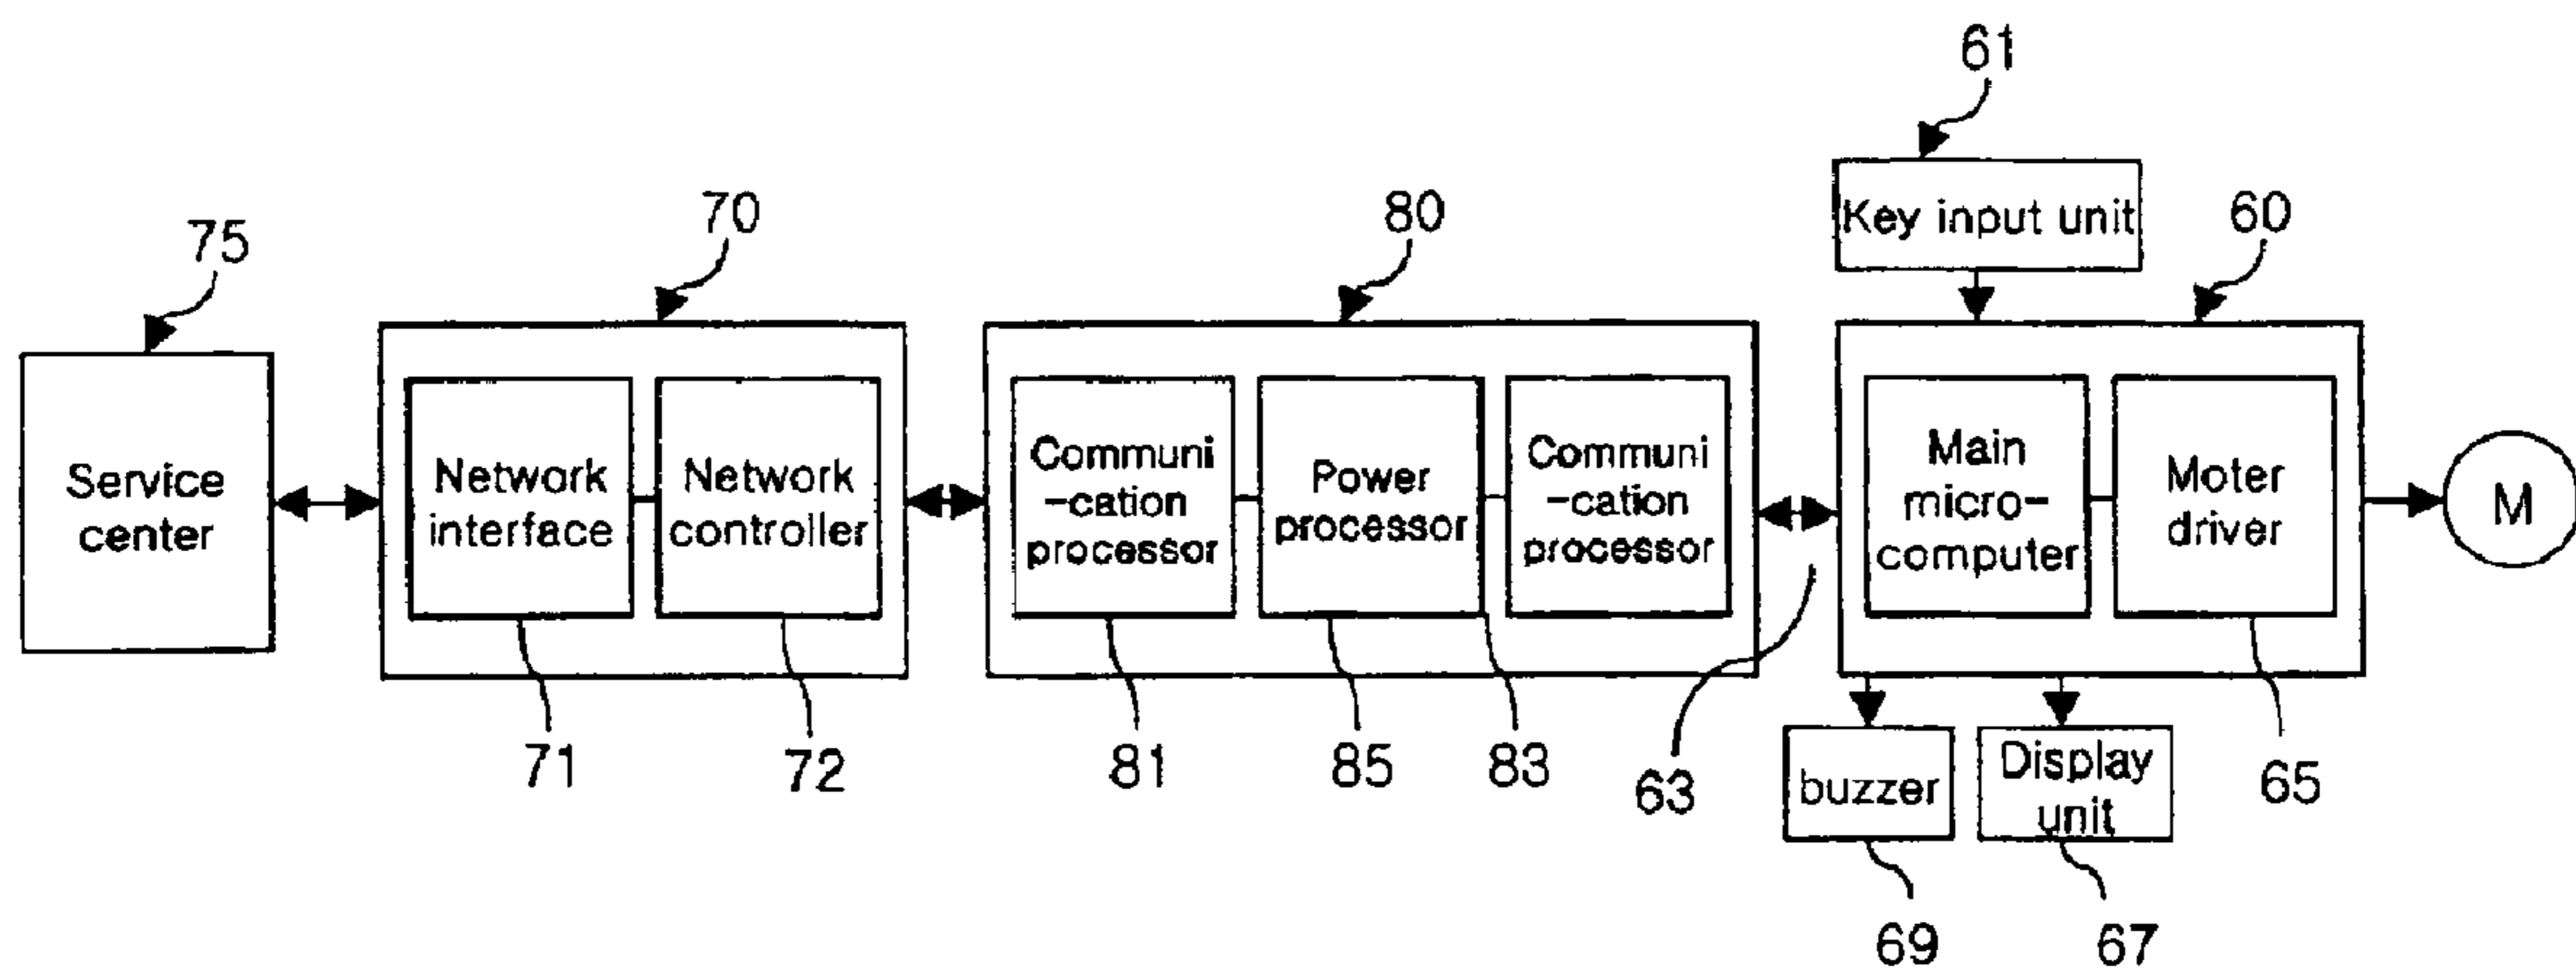 61
Key input unit
75
70
80
60
Service
center
Network
interface
Network
controller
Communi
-cation
processor
Power
processor
Communi
-cation
processor
Main
micro-
computer
Moter
driver
M
71
72
81
85
83
63
buzzer
Display
unit
65
69
67